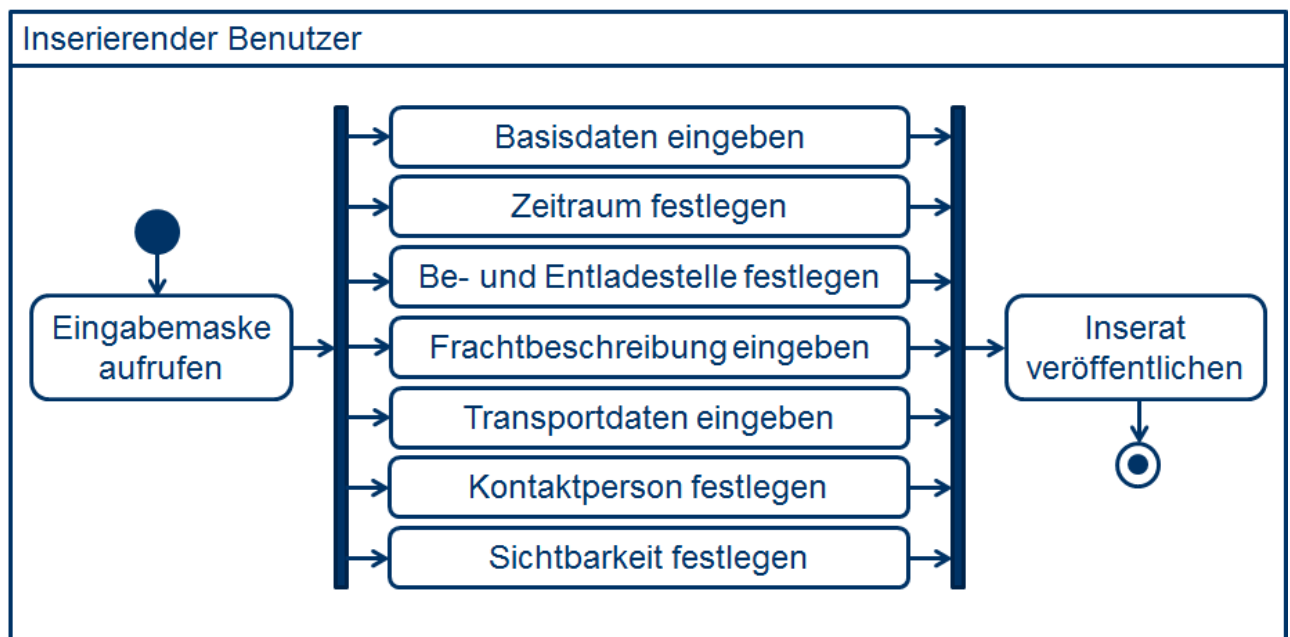 Inserierender Benutzer
Basisdaten eingeben
Zeitraum festlegen
Be- und Entladestelle festlegen
Eingabemaske
aufrufen
Frachtbeschreibung eingeben
Inserat
veröffentlichen
Transportdaten eingeben
Kontaktperson festlegen
Sichtbarkeit festlegen